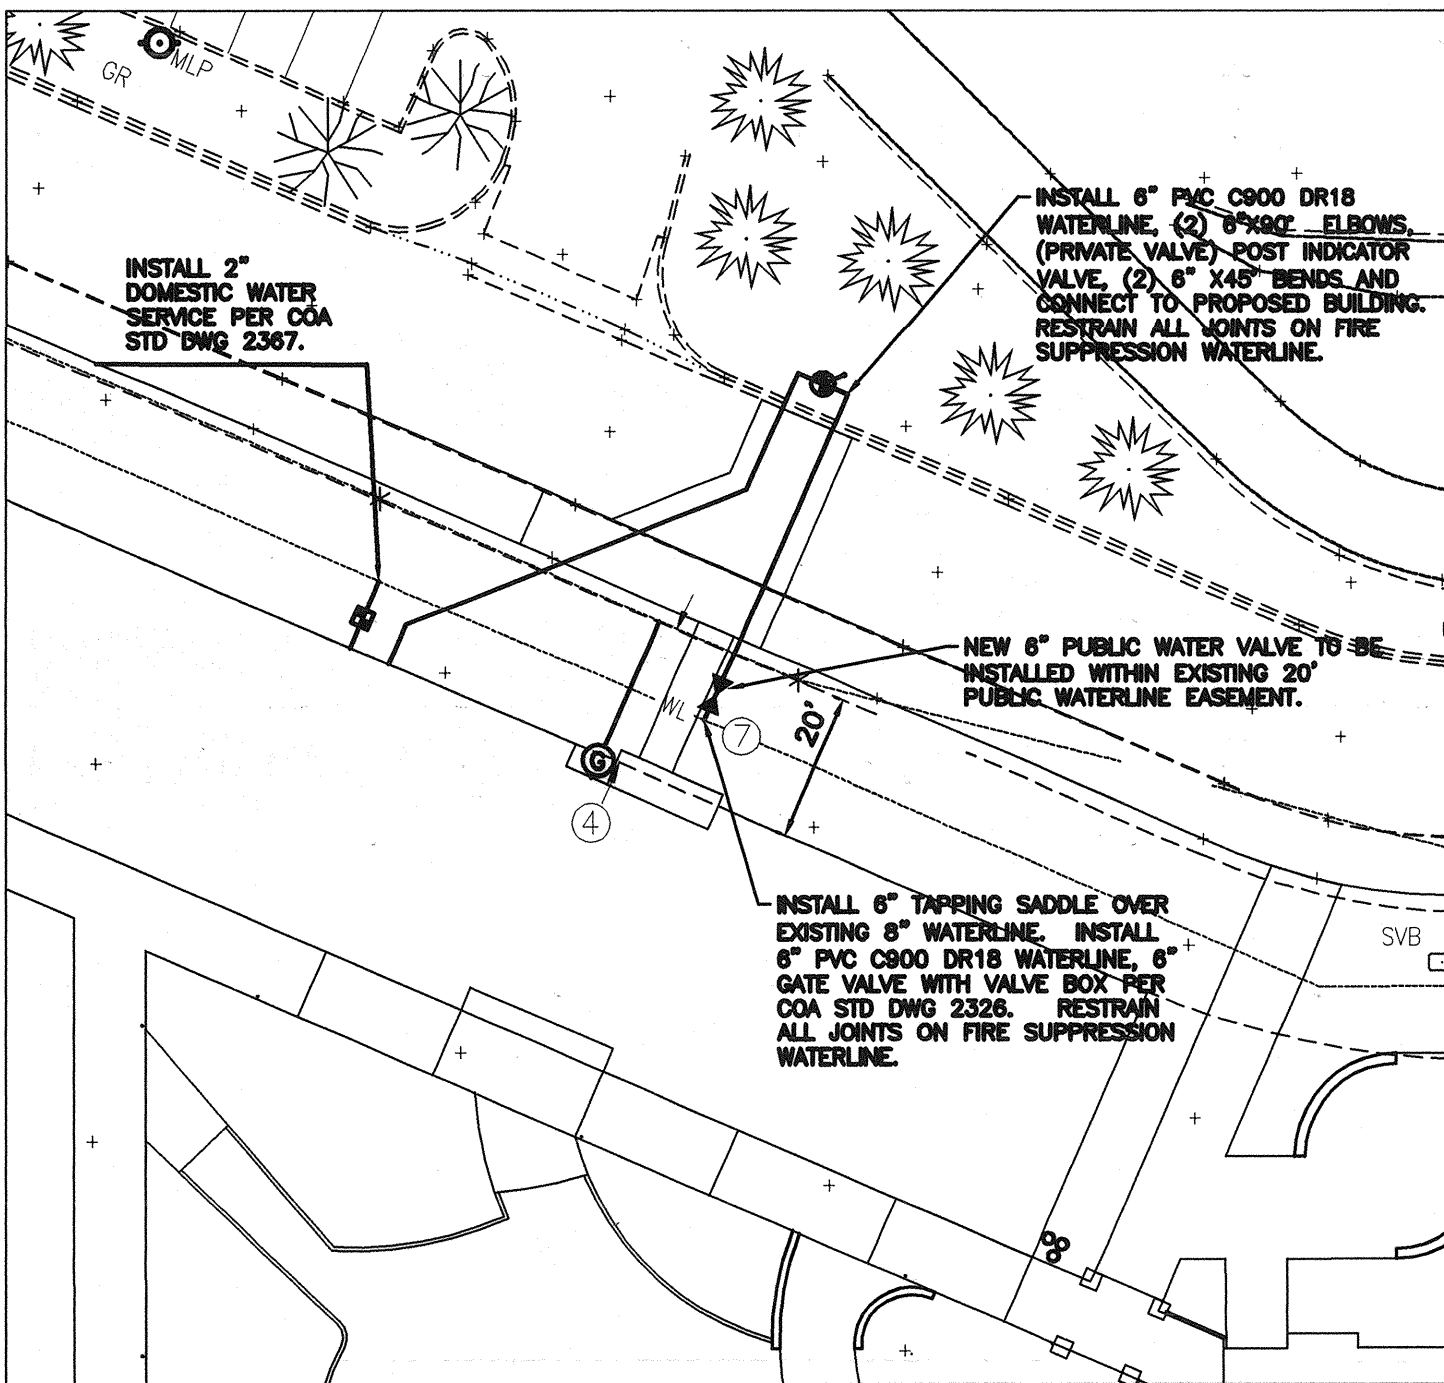 GR
MLP
INSTALL 6" PVC C900 DR18
WATERLINE, (2) 6"X90° ELBOWS,
(PRIVATE VALVE) POST INDICATOR
VALVE, (2) 6" X45° BENDS AND
CONNECT TO PROPOSED BUILDING.
RESTRAIN ALL JOINTS ON FIRE
SUPPRESSION WATERLINE.
INSTALL 2"
DOMESTIC WATER
SERVICE PER COA
STD DWG 2367.
NEW 6" PUBLIC WATER VALVE TO BE
INSTALLED WITHIN EXISTING 20'
PUBLIC WATERLINE EASEMENT.
WL
7
20'
G
4
INSTALL 6" TAPPING SADDLE OVER
EXISTING 8" WATERLINE. INSTALL
6" PVC C900 DR18 WATERLINE, 6"
GATE VALVE WITH VALVE BOX PER
COA STD DWG 2326. RESTRAIN
ALL JOINTS ON FIRE SUPPRESSION
WATERLINE.
SVB